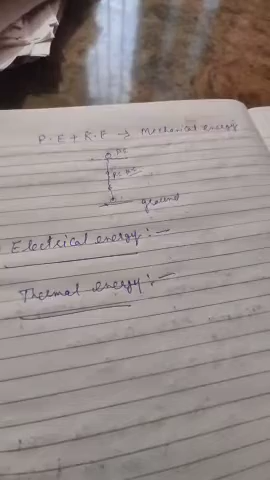 P.E + K.E → Mechanical energy
P.E
ground
Electrical energy :-
Thermal energy :-